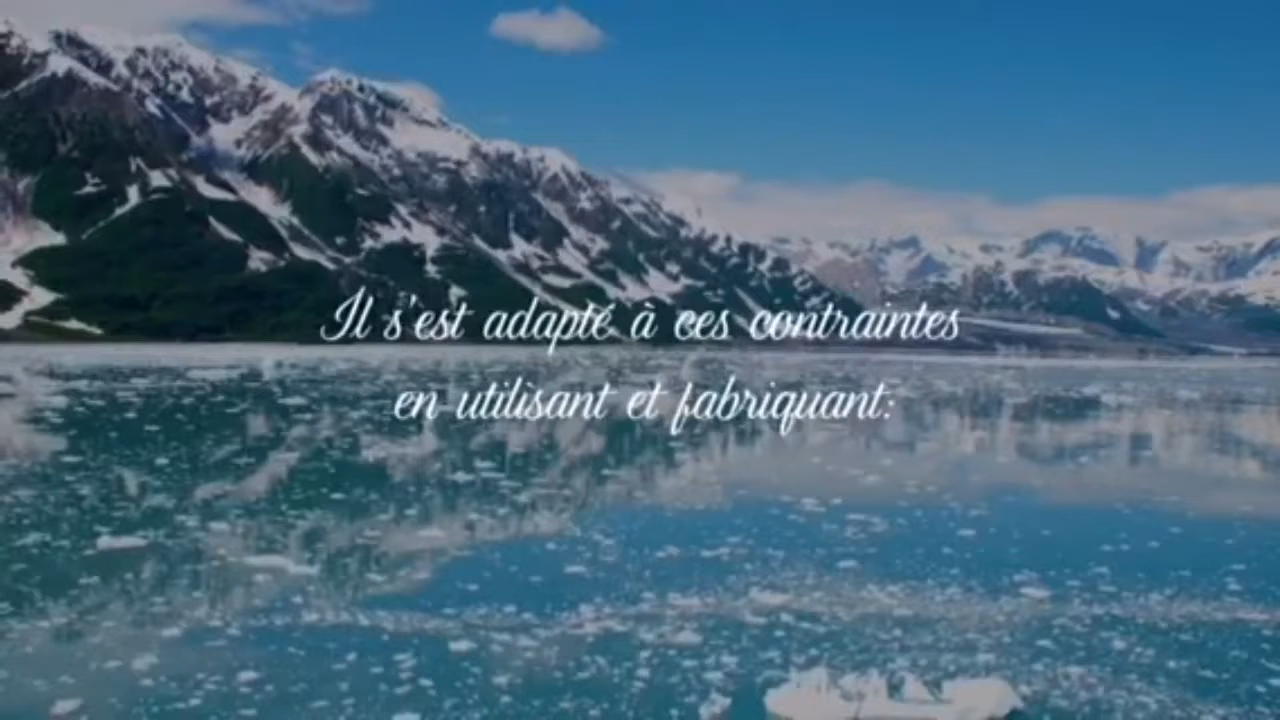 Il s'est adapté à ces contraintes
en utilisant et fabriquant: